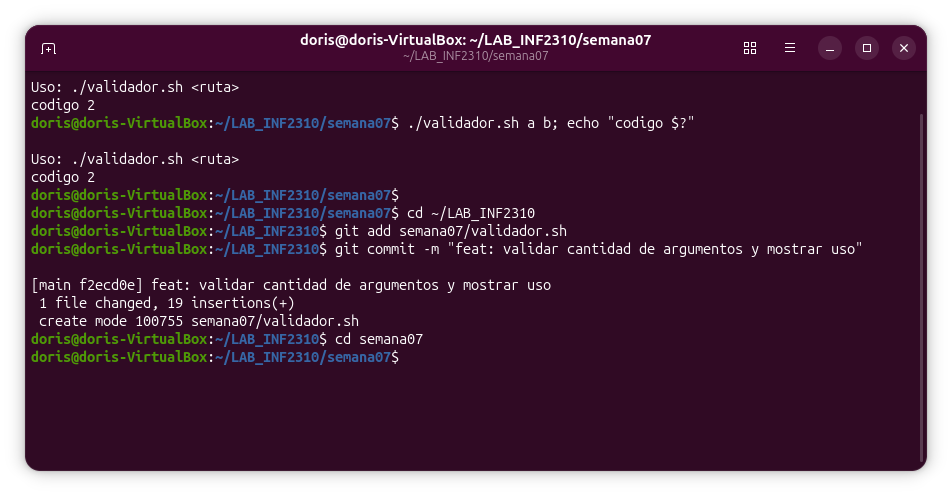 doris@doris-VirtualBox: ~/LAB_INF2310/semana07
~/LAB_INF2310/semana07
Uso: ./validador.sh <ruta>
codigo 2
doris@doris-VirtualBox:~/LAB_INF2310/semana07$ ./validador.sh a b; echo "codigo $?"
Uso: ./validador.sh <ruta>
codigo 2
doris@doris-VirtualBox:~/LAB_INF2310/semana07$
doris@doris-VirtualBox:~/LAB_INF2310/semana07$ cd ~/LAB_INF2310
doris@doris-VirtualBox:~/LAB_INF2310$ git add semana07/validador.sh
doris@doris-VirtualBox:~/LAB_INF2310$ git commit -m "feat: validar cantidad de argumentos y mostrar uso"
[main f2ecd0e] feat: validar cantidad de argumentos y mostrar uso
 1 file changed, 19 insertions(+)
 create mode 100755 semana07/validador.sh
doris@doris-VirtualBox:~/LAB_INF2310$ cd semana07
doris@doris-VirtualBox:~/LAB_INF2310/semana07$